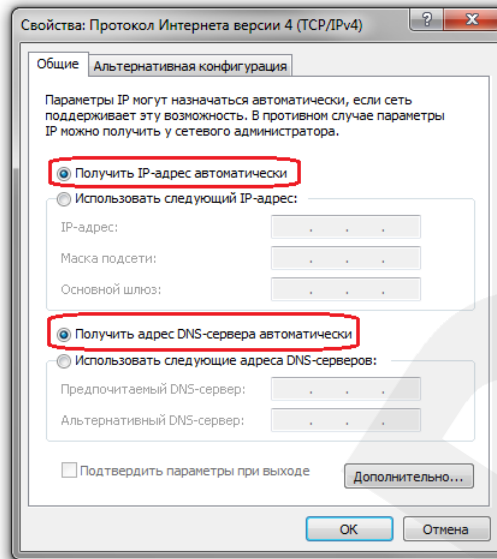 Свойства: Протокол Интернета версии 4 (TCP/IPv4)
Общие
Альтернативная конфигурация
Параметры IP могут назначаться автоматически, если сеть
поддерживает эту возможность. В противном случае параметры
IP можно получить у сетевого администратора.
Получить IP-адрес автоматически
Использовать следующий IP-адрес:
IP-адрес:
Маска подсети:
Основной шлюз:
Получить адрес DNS-сервера автоматически
Использовать следующие адреса DNS-серверов:
Предпочитаемый DNS-сервер:
Альтернативный DNS-сервер:
Подтвердить параметры при выходе
Дополнительно...
ОК
Отмена